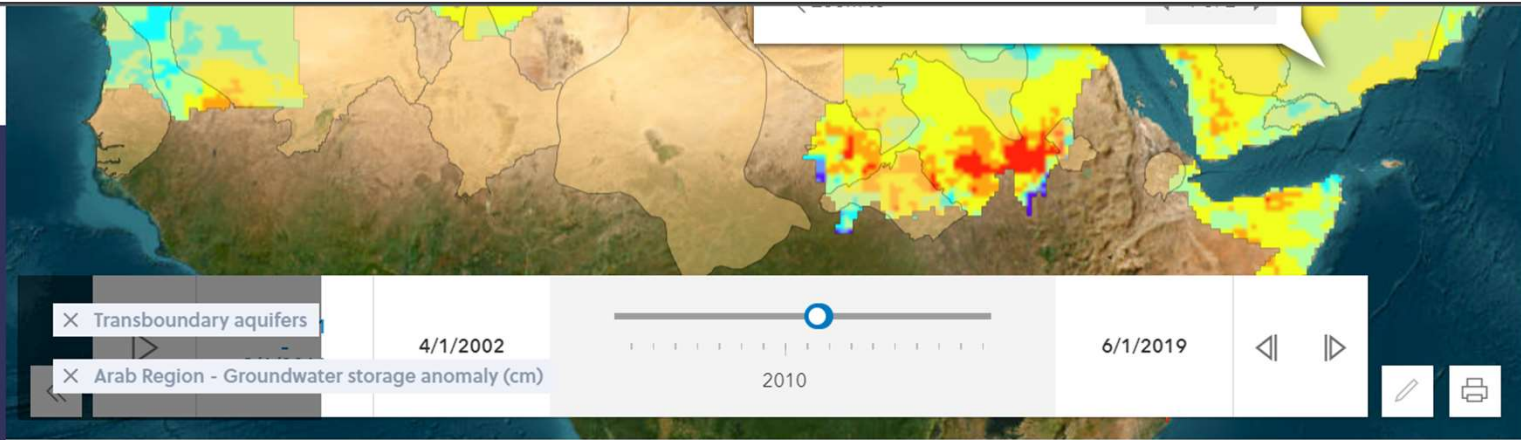 Transboundary aquifers
4/1/2002
6/1/2019
Arab Region - Groundwater storage anomaly (cm)
2010